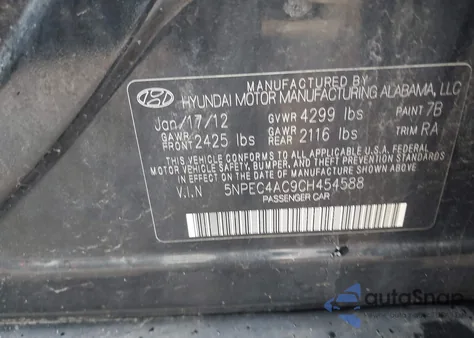 MANUFACTURED BY
HYUNDAI MOTOR MANUFACTURING ALABAMA, LLC
Jan/17/12 GVWR 4299 lbs PAINT 7B
GAWR FRONT 2425 lbs GAWR REAR 2116 lbs TRIM RA
THIS VEHICLE CONFORMS TO ALL APPLICABLE U.S.A FEDERAL
MOTOR VEHICLE SAFETY, BUMPER, AND THEFT PREVENTION STANDARDS
IN EFFECT ON THE DATE OF MANUFACTURE SHOWN ABOVE.
V.I.N 5NPEC4AC9CH454588
PASSENGER CAR
autoSnap